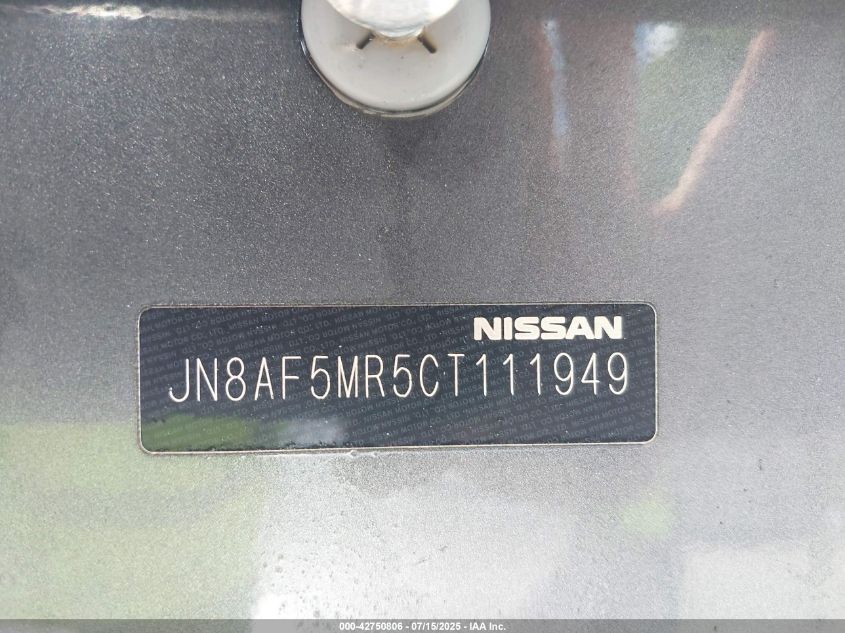 NISSAN
JN8AF5MR5CT111949
000-42750806 - 07/15/2025 - IAA Inc.